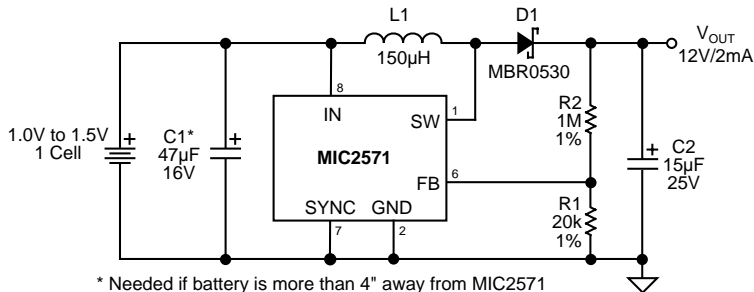 L1
150µH
D1
MBR0530
VOUT
12V/2mA
8
IN
1
SW
R2
1M
1%
1.0V to 1.5V
1 Cell
+
C1*
47µF
16V
+
MIC2571
C2
15µF
25V
+
6
FB
R1
20k
1%
SYNC
GND
7
2
* Needed if battery is more than 4" away from MIC2571